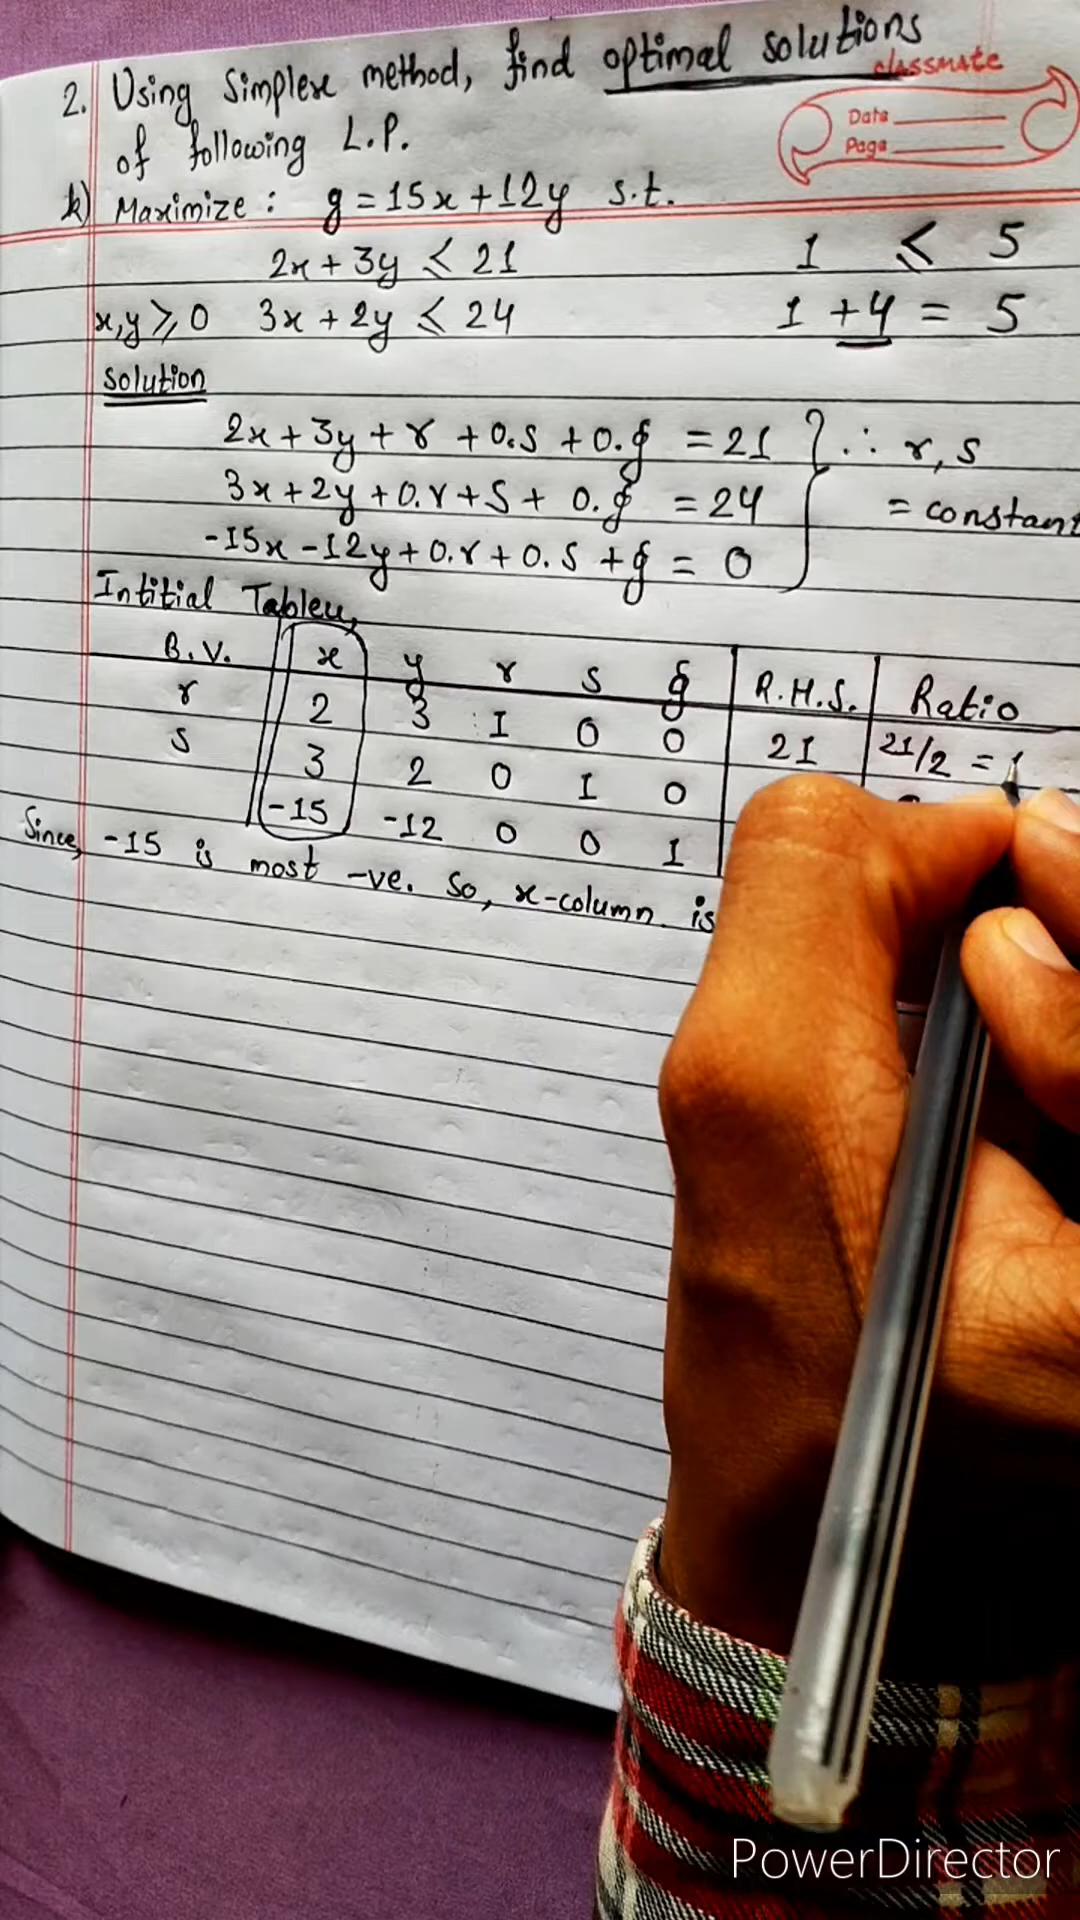 2. Using Simplex method, find optimal solutions
of following L.P.
classmate
Date
Page
k) Maximize : g = 15x + 12y s.t.
2x + 3y ⩽ 21
1 ⩽ 5
x,y ⩾ 0 3x + 2y ⩽ 24
1 + 4 = 5
Solution
2x + 3y + r + 0.s + 0.g = 21 } ∴ r, s
3x + 2y + 0.r + s + 0.g = 24 = constant
-15x - 12y + 0.r + 0.s + g = 0
Intitial Tableu,
B.V. x y r s g R.H.S. Ratio
r 2 3 1 0 0 21 21/2 =
s 3 2 0 1 0
-15 -12 0 0 1
Since, -15 is most -ve. So, x-column is
PowerDirector